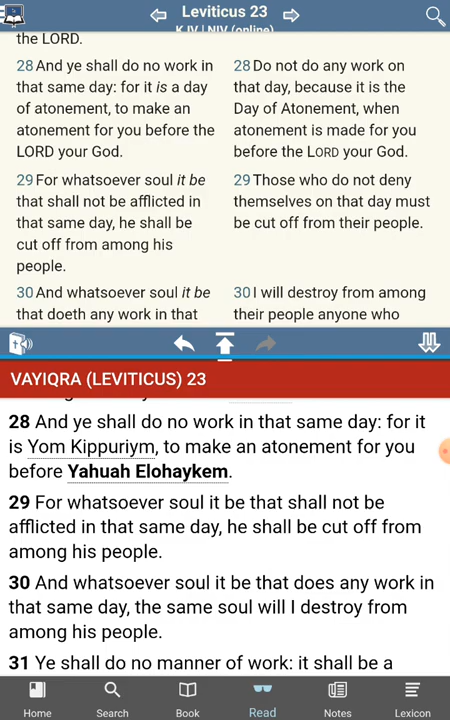 Leviticus 23
KJV | NIV (online)
the LORD.
28 And ye shall do no work in
that same day: for it is a day
of atonement, to make an
atonement for you before the
LORD your God.
29 For whatsoever soul it be
that shall not be afflicted in
that same day, he shall be
cut off from among his
people.
30 And whatsoever soul it be
that doeth any work in that
28 Do not do any work on
that day, because it is the
Day of Atonement, when
atonement is made for you
before the LORD your God.
29 Those who do not deny
themselves on that day must
be cut off from their people.
30 I will destroy from among
their people anyone who
VAYIQRA (LEVITICUS) 23
28 And ye shall do no work in that same day: for it
is Yom Kippuriym, to make an atonement for you
before Yahuah Elohaykem.
29 For whatsoever soul it be that shall not be
afflicted in that same day, he shall be cut off from
among his people.
30 And whatsoever soul it be that does any work in
that same day, the same soul will I destroy from
among his people.
31 Ye shall do no manner of work: it shall be a
Home
Search
Book
Read
Notes
Lexicon